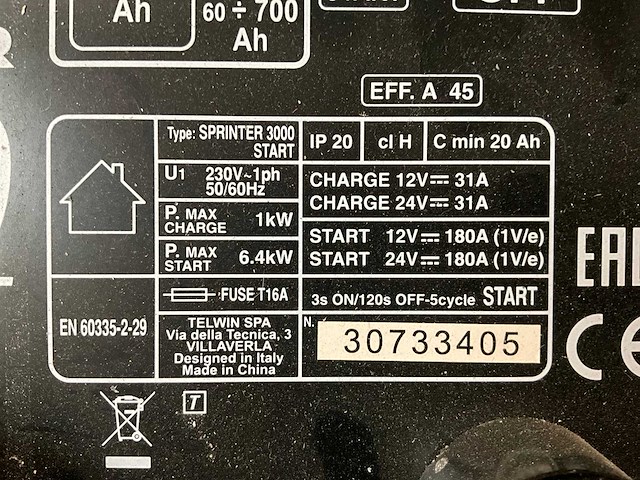 Ah
60 ÷ 700
Ah
EFF. A 45
Type: SPRINTER 3000
START
IP 20
cl H
C min 20 Ah
U1 230V~1ph
50/60Hz
CHARGE 12V⎓ 31A
CHARGE 24V⎓ 31A
P. MAX
CHARGE 1kW
P. MAX
START 6.4kW
START 12V⎓ 180A (1V/e)
START 24V⎓ 180A (1V/e)
FUSE T16A
3s ON/120s OFF-5cycle START
EN 60335-2-29
TELWIN SPA
Via della Tecnica, 3
VILLAVERLA
Designed in Italy
Made in China
N.
30733405
EAC
CE
T